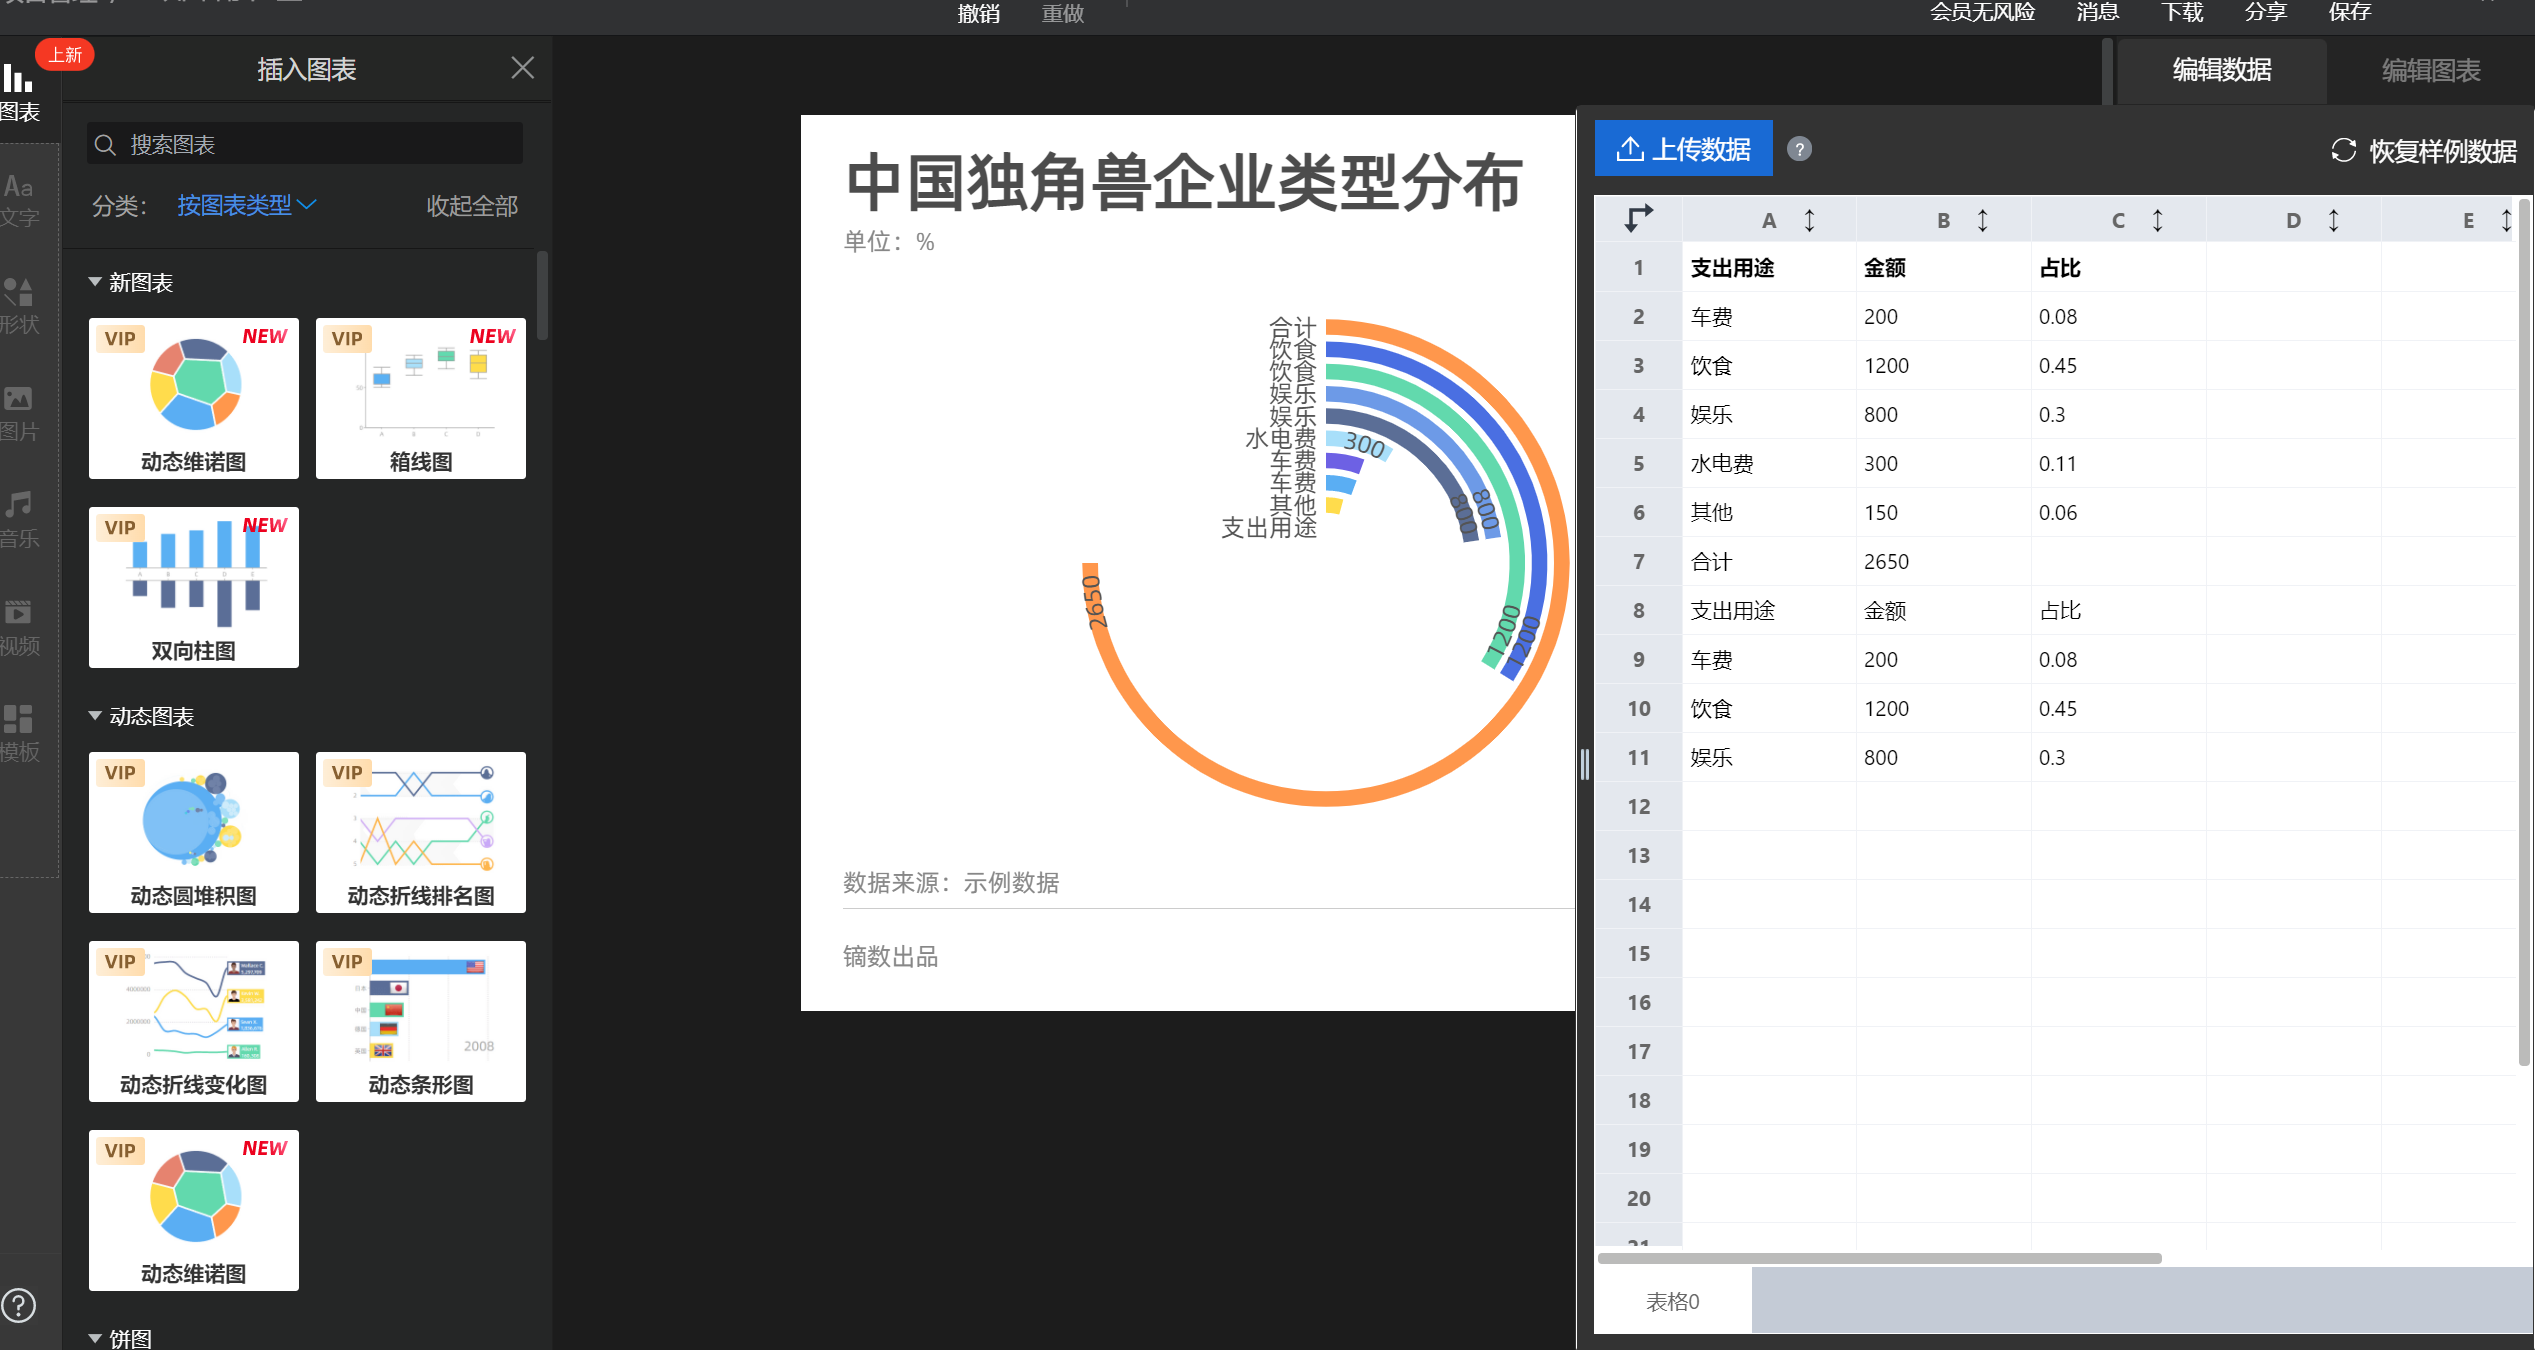 撤销
重做
会员无风险
消息
下载
分享
保存
上新
图表
文字
形状
图片
音乐
视频
模板
插入图表
搜索图表
分类：
按图表类型
收起全部
新图表
VIP
NEW
动态维诺图
VIP
NEW
箱线图
VIP
NEW
双向柱图
动态图表
VIP
动态圆堆积图
VIP
动态折线排名图
VIP
动态折线变化图
VIP
2008
动态条形图
VIP
NEW
动态维诺图
饼图
中国独角兽企业类型分布
单位：%
合计
饮食
饮食
娱乐
娱乐
水电费
车费
车费
其他
支出用途
300
800
800
1200
1200
2650
数据来源：示例数据
镝数出品
编辑数据
编辑图表
上传数据
?
恢复样例数据
A B C D E
1 支出用途 金额 占比
2 车费 200 0.08
3 饮食 1200 0.45
4 娱乐 800 0.3
5 水电费 300 0.11
6 其他 150 0.06
7 合计 2650
8 支出用途 金额 占比
9 车费 200 0.08
10 饮食 1200 0.45
11 娱乐 800 0.3
12
13
14
15
16
17
18
19
20
21
表格0